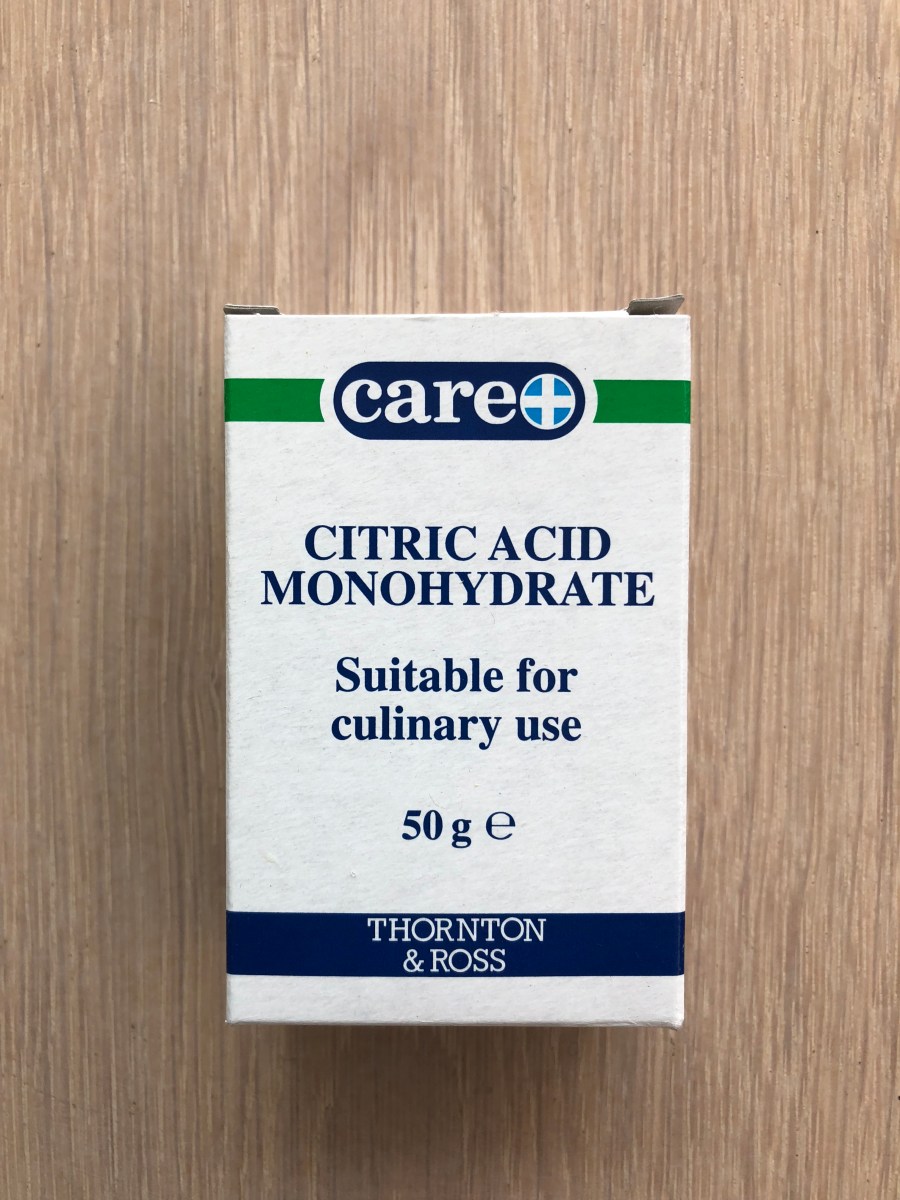 care
CITRIC ACID
MONOHYDRATE
Suitable for
culinary use
50 g ℮
THORNTON
& ROSS